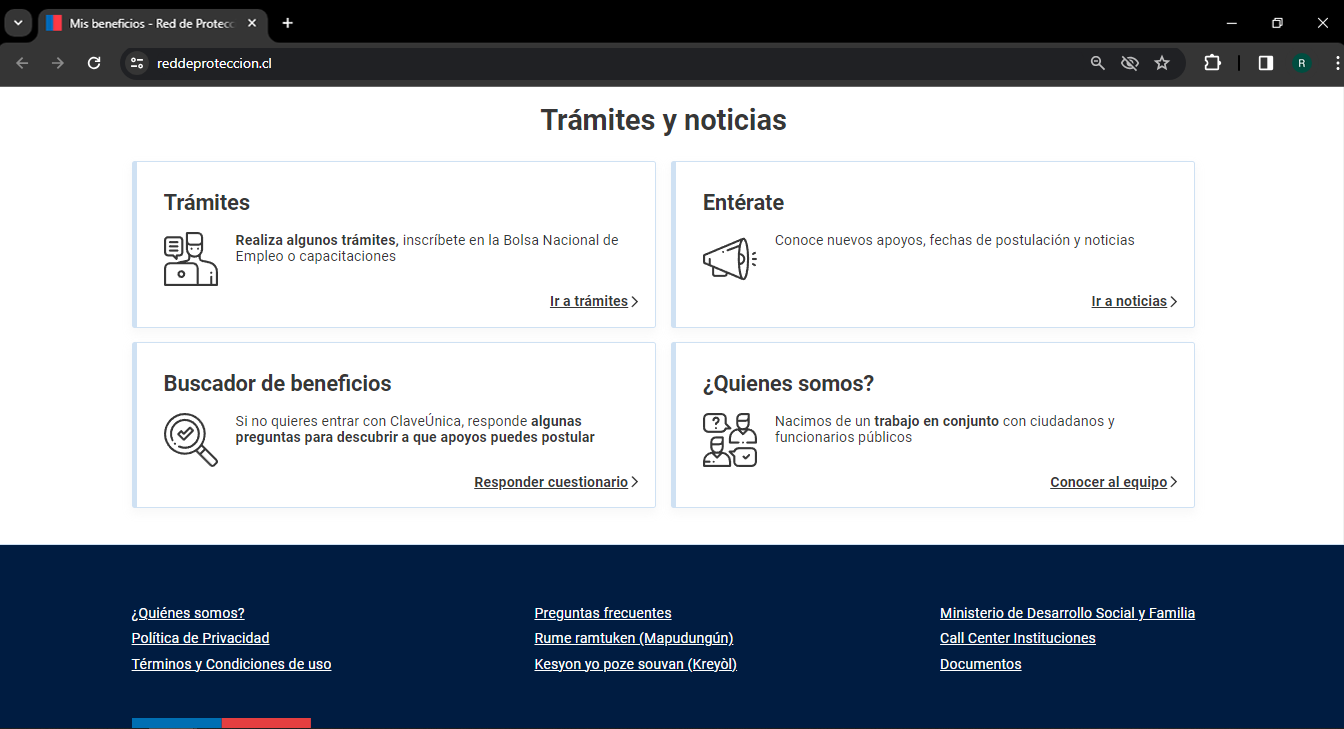 Mis beneficios - Red de Protec
reddeproteccion.cl
R
Trámites y noticias
Trámites
Realiza algunos trámites, inscríbete en la Bolsa Nacional de
Empleo o capacitaciones
Ir a trámites
Entérate
Conoce nuevos apoyos, fechas de postulación y noticias
Ir a noticias
Buscador de beneficios
Si no quieres entrar con ClaveÚnica, responde algunas
preguntas para descubrir a que apoyos puedes postular
Responder cuestionario
¿Quienes somos?
Nacimos de un trabajo en conjunto con ciudadanos y
funcionarios públicos
Conocer al equipo
¿Quiénes somos?
Política de Privacidad
Términos y Condiciones de uso
Preguntas frecuentes
Rume ramtuken (Mapudungún)
Kesyon yo poze souvan (Kreyòl)
Ministerio de Desarrollo Social y Familia
Call Center Instituciones
Documentos